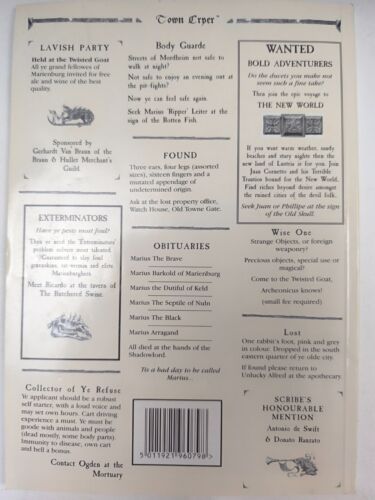 Town Cryer
LAVISH PARTY
Held at the Twisted Goat
All ye grand fellowes of
Marienburg invited for free
ale and wine of the best
quality.
Sponsored by
Gerhardt Van Braun of the
Braun & Huller Merchant's
Guild.
EXTERMINATORS
Have ye pests most foul?
Then ye need the 'Exterminators'
problem solvers most talented.
Guaranteed to slay foul
greenskins, rat vermin and elite
Marienburghers.
Meet Ricardo at the tavern of
The Butchered Swine.
Collector of Ye Refuse
Ye applicant should be a robust
self starter, with a loud voice and
may set own hours. Cart driving
experience a must. Ye must be
goode with animals and people
(dead mostly, some body parts).
Immunity to disease, own cart
and bell a bonus.
Contact Ogden at the
Mortuary
Body Guarde
Streets of Mordheim not safe to
walk at night?
Not safe to enjoy an evening out at
the pit-fights?
Now ye can feel safe again.
Seek Marius 'Ripper' Leiter at the
sign of the Rotten Fish.
FOUND
Three ears, four legs (assorted
sizes), sixteen fingers and a
mutated appendage of
undetermined origin.
Ask at the lost property office,
Watch House, Old Towne Gate.
OBITUARIES
Marius The Brave
Marius Barkold of Marienburg
Marius the Dutiful of Keld
Marius The Septile of Nuln
Marius The Black
Marius Arragand
All died at the hands of the
Shadowlord.
Tis a bad day to be called
Marius...
5 011921 960798
WANTED
BOLD ADVENTURERS
Do the ducats you make not
seem such a fine take?
Then join the epic voyage to
THE NEW WORLD
If you want warm weather, sandy
beaches and starry nights then the
new land of Lustria is for you. Join
Juan Cornetto and his Terrible
Treation bound for the New World.
Find riches beyond desire amongst
the ruined cities of the devil folk.
Seek Juan or Phillipe at the sign
of the Old Skull.
Wise One
Strange Objects, or foreign
weaponry?
Precious objects, special use or
magical?
Come to the Twisted Goat,
Archeonicus knows!
(small fee required)
Lost
One rabbit's foot, pink and grey
in colour. Dropped in the south
eastern quarter of ye olde city.
If found please return to
Unlucky Alfred at the apothecary.
SCRIBE'S
HONOURABLE
MENTION
Antonio de Swift
& Donato Ranzato